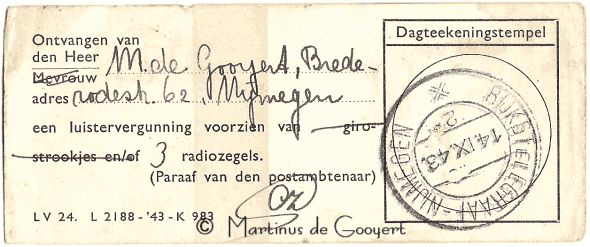 Ontvangen van
den Heer M. de Gooyert, Brede-
Mevrouw
adres rodestr. 62, Nijmegen
een luistervergunning voorzien van giro-
strookjes en/of 3 radiozegels.
(Paraaf van den postambtenaar)
LV 24. L 2188 - '43 - K 983
Dagteekeningstempel
RIJKSTELEGRAAF-NIJMEGEN
14.IX.43
© Martinus de Gooyert